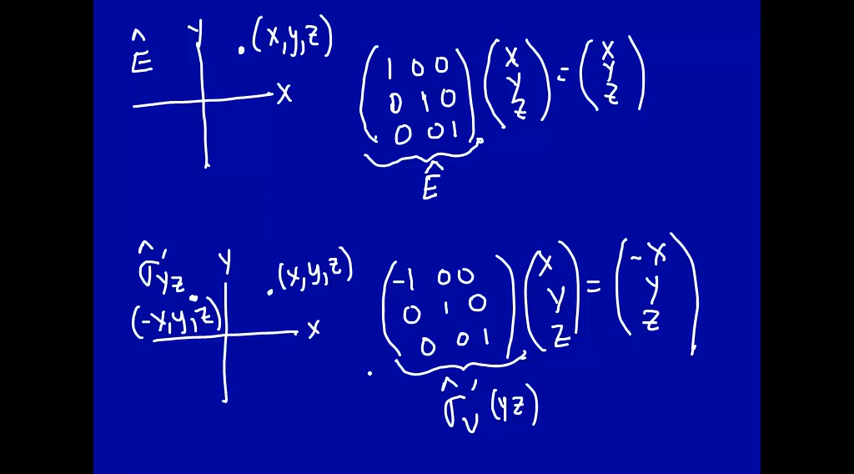 Ê Y .(x,y,z)
X
(1 0 0
0 1 0
0 0 1) (x
y
z) = (x
y
z)
Ê
σ̂'yz Y .(x,y,z)
(-x,y,z) X
(-1 0 0
0 1 0
0 0 1) (x
y
z) = (-x
y
z)
σ̂'v (yz)